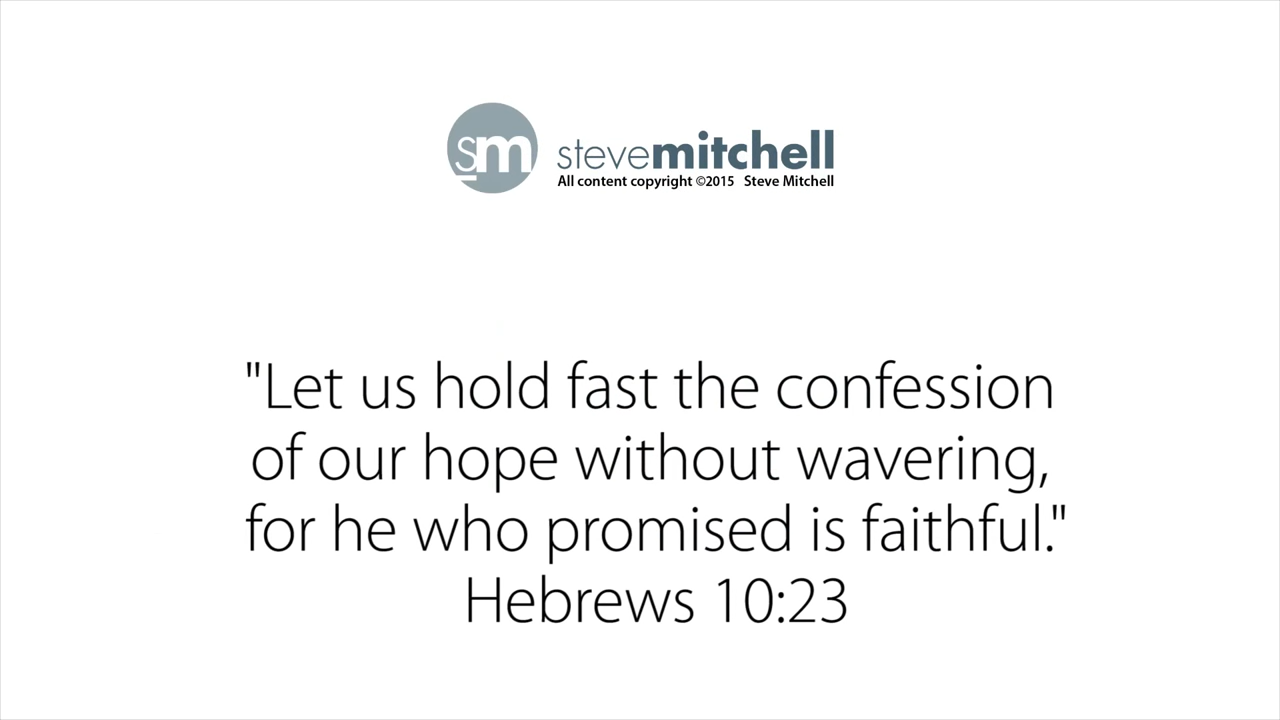 sm stevemitchell
All content copyright ©2015 Steve Mitchell
"Let us hold fast the confession
of our hope without wavering,
for he who promised is faithful."
Hebrews 10:23